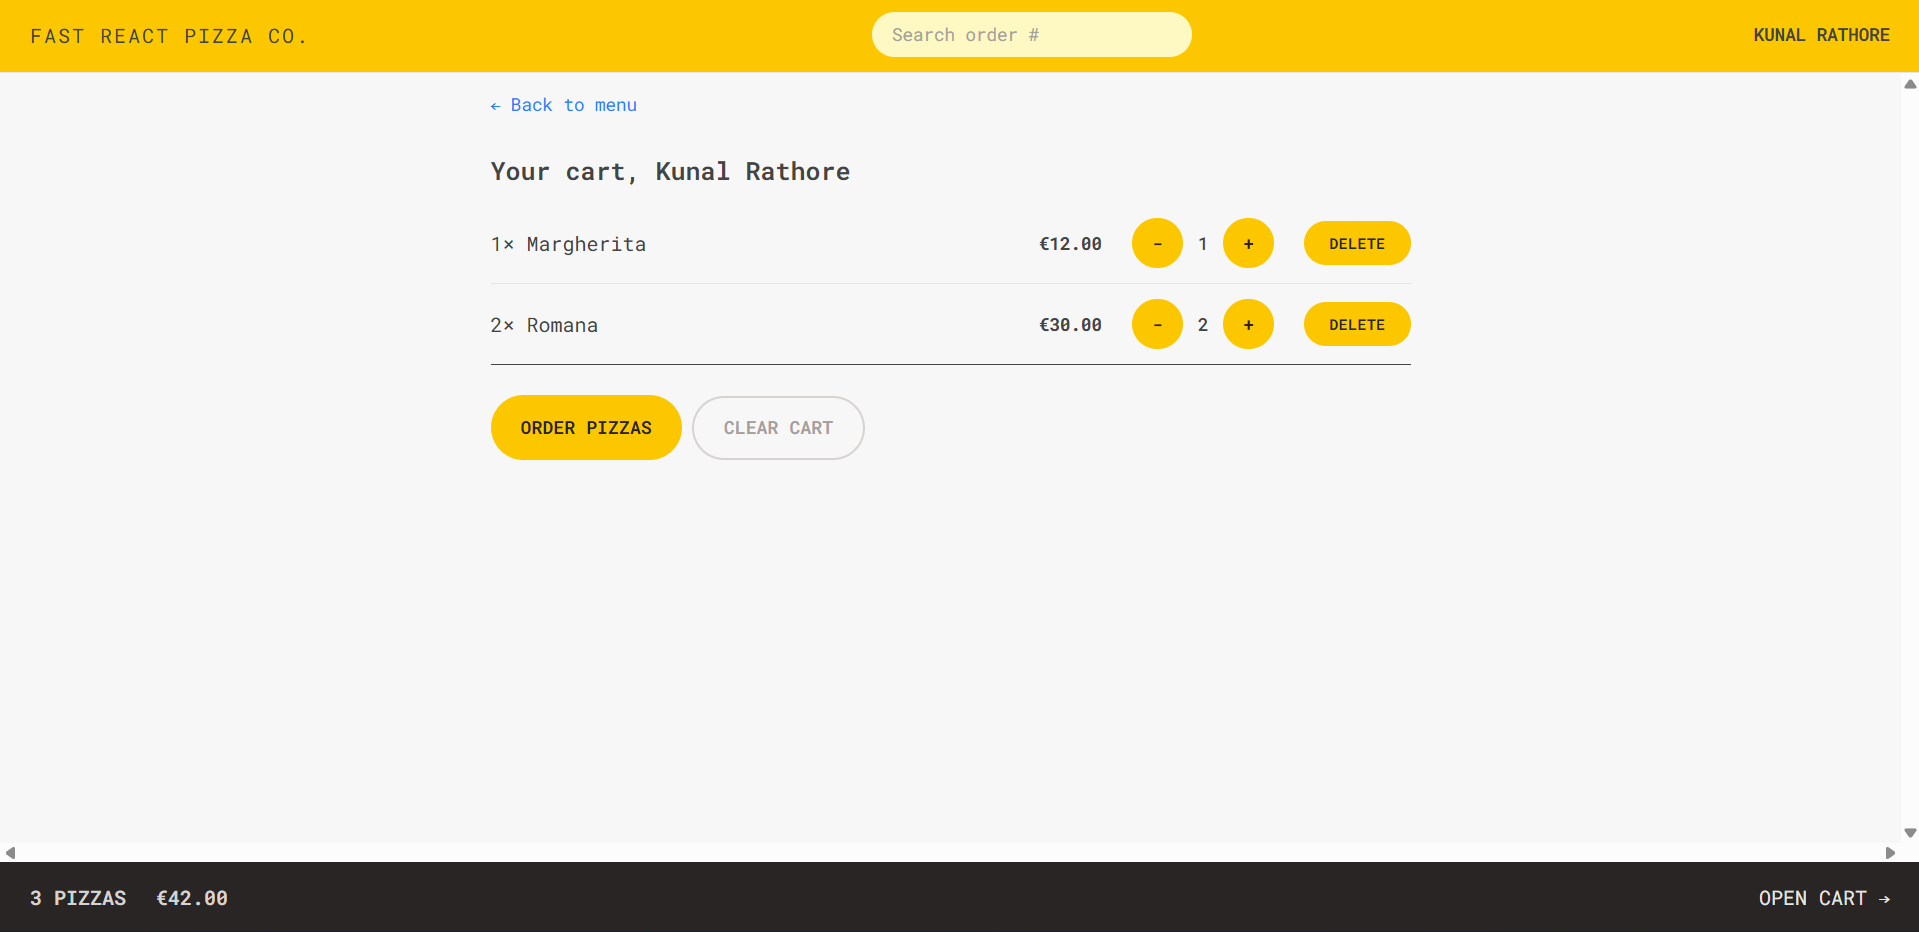 FAST REACT PIZZA CO.
Search order #
KUNAL RATHORE
← Back to menu
Your cart, Kunal Rathore
1× Margherita €12.00 - 1 + DELETE
2× Romana €30.00 - 2 + DELETE
ORDER PIZZAS CLEAR CART
3 PIZZAS €42.00 OPEN CART →